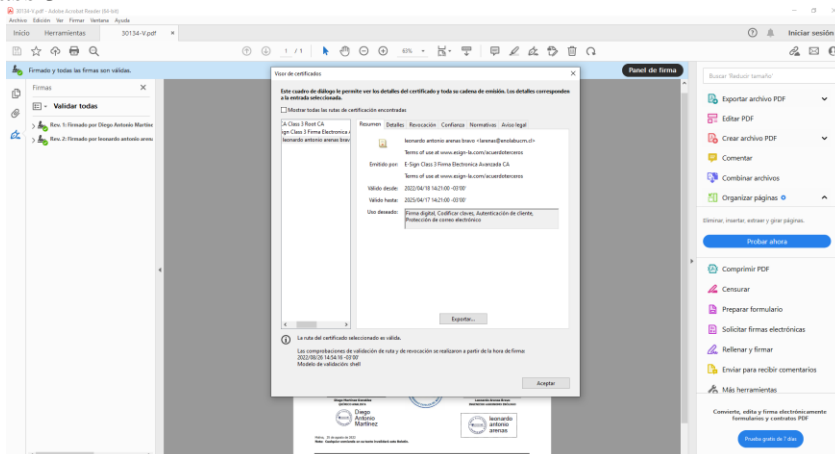 30134-V.pdf - Adobe Acrobat Reader (64-bit)
Archivo Edición Ver Firmar Ventana Ayuda
Inicio Herramientas 30134-V.pdf × Iniciar sesión
1 / 1 63%
Firmado y todas las firmas son válidas. Panel de firma
Firmas ×
Validar todas
Rev. 1: Firmado por Diego Antonio Martínez
Rev. 2: Firmado por leonardo antonio arena
Visor de certificados ×
Este cuadro de diálogo le permite ver los detalles del certificado y toda su cadena de emisión. Los detalles corresponden
a la entrada seleccionada.
Mostrar todas las rutas de certificación encontradas
A Class 3 Root CA
ign Class 3 Firma Electronica
leonardo antonio arenas brav
Resumen Detalles Revocación Confianza Normativas Aviso legal
leonardo antonio arenas bravo <larenas@enolabucm.cl>
Terms of use at www.esign-la.com/acuerdoterceros
Emitido por: E-Sign Class 3 Firma Electronica Avanzada CA
Terms of use at www.esign-la.com/acuerdoterceros
Válido desde: 2022/04/18 14:21:00 -03'00'
Válido hasta: 2025/04/17 14:21:00 -03'00'
Uso deseado: Firma digital, Codificar claves, Autenticación de cliente,
Protección de correo electrónico
Exportar...
La ruta del certificado seleccionado es válida.
Las comprobaciones de validación de ruta y de revocación se realizaron a partir de la hora de firma:
2022/08/26 14:54:16 -03'00'
Modelo de validación: shell
Aceptar
Diego
Antonio
Martínez
leonardo
antonio
arenas
Buscar 'Reducir tamaño'
Exportar archivo PDF
Editar PDF
Crear archivo PDF
Comentar
Combinar archivos
Organizar páginas
Eliminar, insertar, extraer y girar páginas.
Probar ahora
Comprimir PDF
Censurar
Preparar formulario
Solicitar firmas electrónicas
Rellenar y firmar
Enviar para recibir comentarios
Más herramientas
Convierta, edite y firme electrónicamente
formularios y contratos PDF
Prueba gratis de 7 días